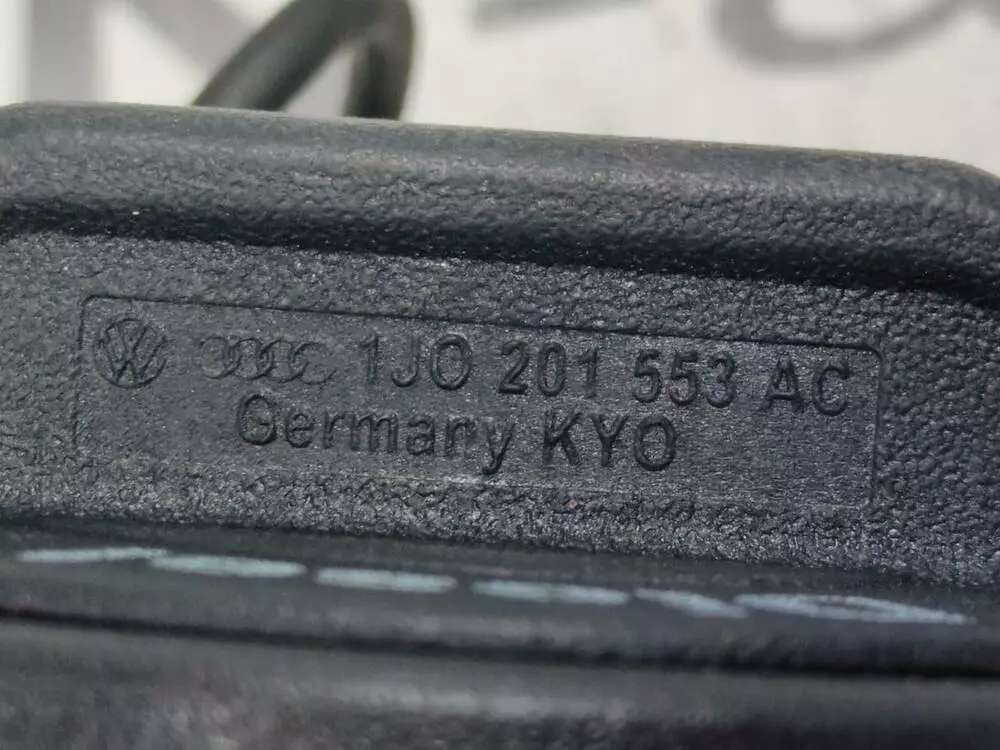 1J0 201 553 AC
Germany KYO